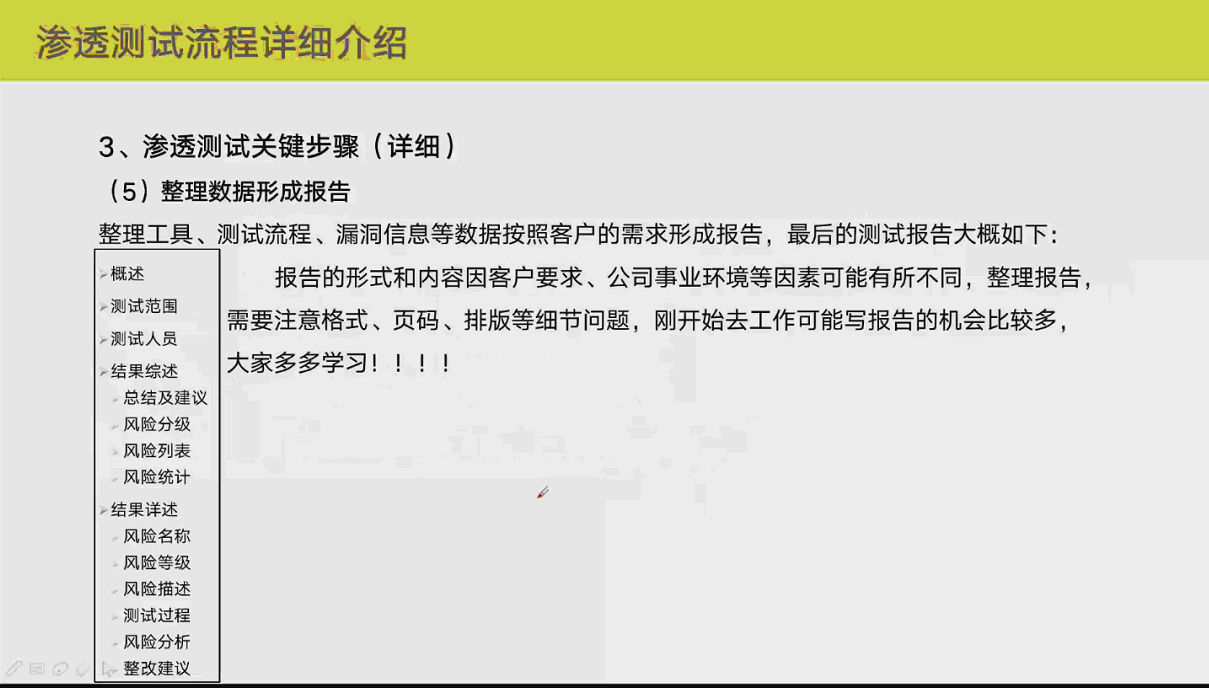 渗透测试流程详细介绍
3、渗透测试关键步骤（详细）
（5）整理数据形成报告
整理工具、测试流程、漏洞信息等数据按照客户的需求形成报告，最后的测试报告大概如下：
报告的形式和内容因客户要求、公司事业环境等因素可能有所不同，整理报告，
需要注意格式、页码、排版等细节问题，刚开始去工作可能写报告的机会比较多，
大家多多学习！！！！
概述
测试范围
测试人员
结果综述
总结及建议
风险分级
风险列表
风险统计
结果详述
风险名称
风险等级
风险描述
测试过程
风险分析
整改建议